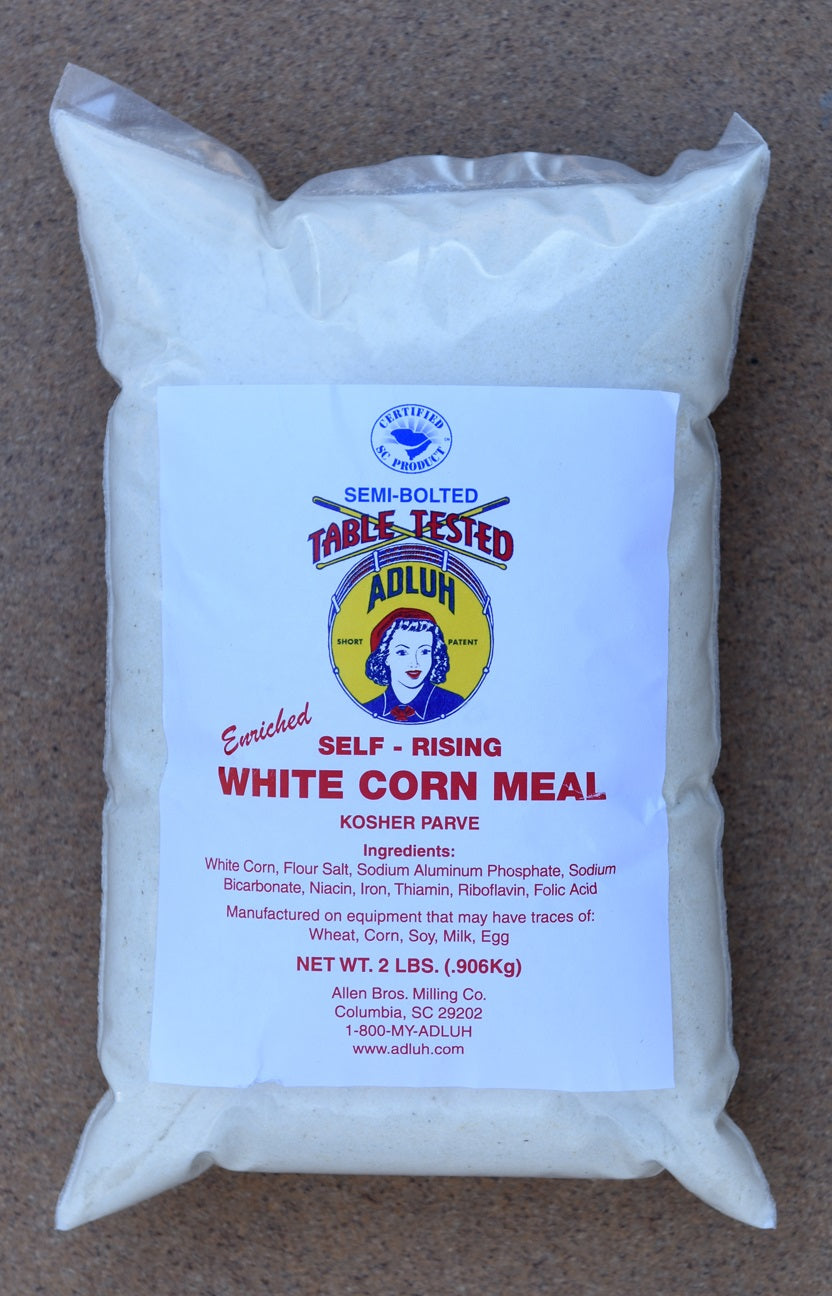 CERTIFIED
SC PRODUCT
SEMI-BOLTED
TABLE TESTED
ADLUH
SHORT PATENT
Enriched
SELF - RISING
WHITE CORN MEAL
KOSHER PARVE
Ingredients:
White Corn, Flour Salt, Sodium Aluminum Phosphate, Sodium
Bicarbonate, Niacin, Iron, Thiamin, Riboflavin, Folic Acid
Manufactured on equipment that may have traces of:
Wheat, Corn, Soy, Milk, Egg
NET WT. 2 LBS. (.906Kg)
Allen Bros. Milling Co.
Columbia, SC 29202
1-800-MY-ADLUH
www.adluh.com